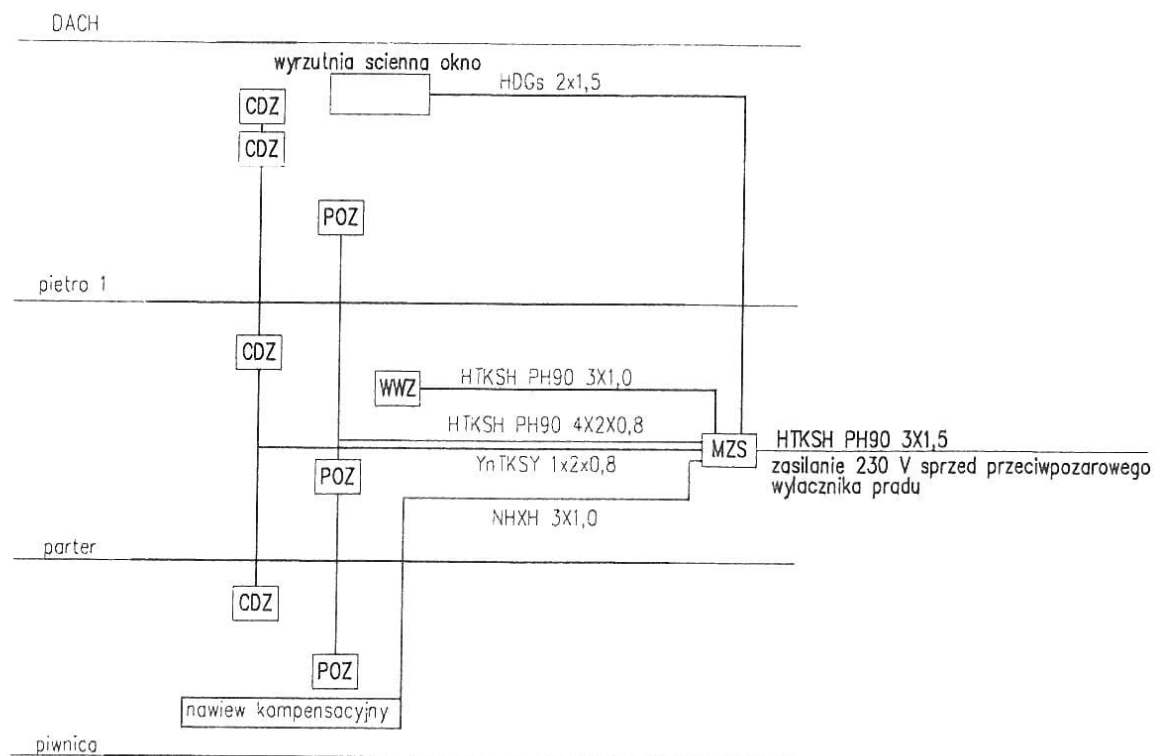 DACH
wyrzutnia scienna okno
HDGs 2x1,5
CDZ
CDZ
POZ
pietro 1
CDZ
WWZ
HTKSH PH90 3X1,0
HTKSH PH90 4X2X0,8
MZS
HTKSH PH90 3X1,5
YnTKSY 1x2x0,8
zasilanie 230 V sprzed przeciwpozarowego
wylacznika pradu
POZ
NHXH 3X1,0
parter
CDZ
POZ
nawiew kompensacyjny
piwnica